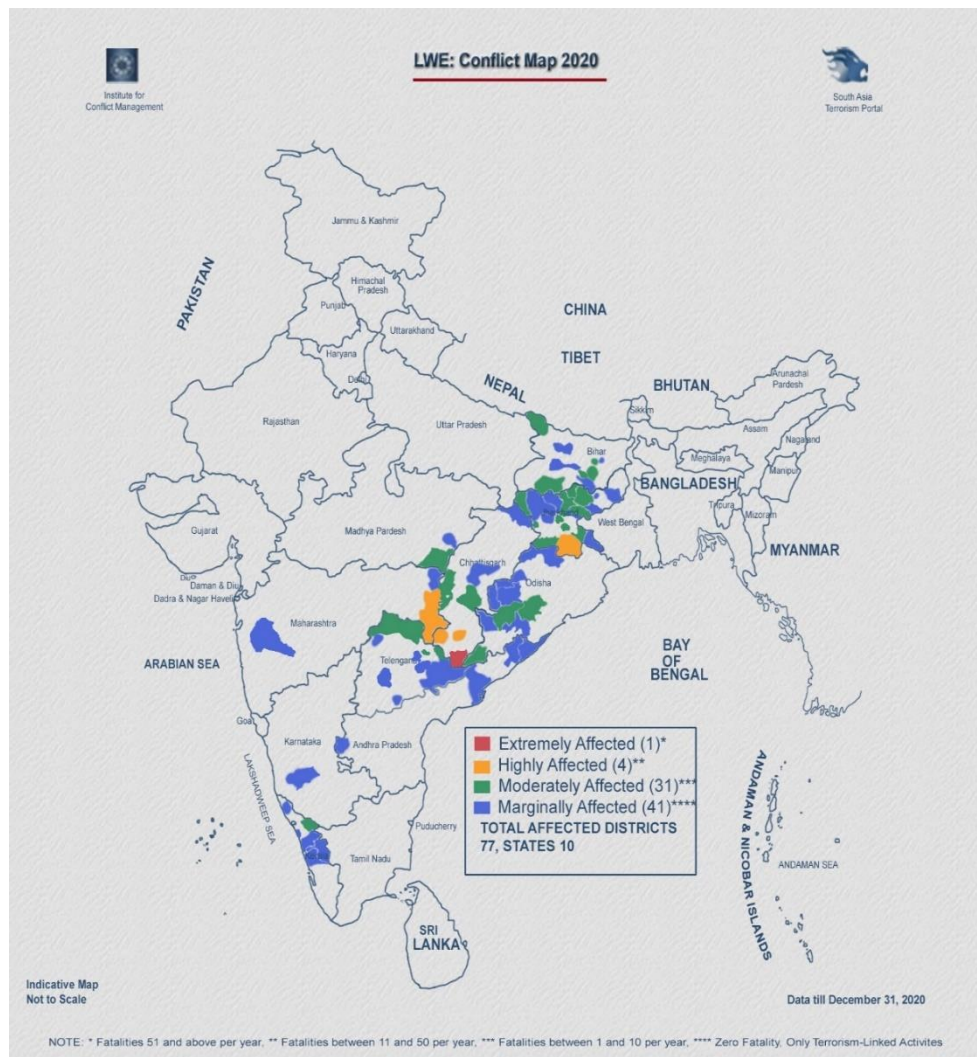 LWE: Conflict Map 2020
Institute for
Conflict Management
South Asia
Terrorism Portal
Jammu & Kashmir
Himachal
Pradesh
Punjab
Uttarakhand
Haryana
Delhi
PAKISTAN
CHINA
TIBET
NEPAL
BHUTAN
Arunachal
Pradesh
Sikkim
Assam
Nagaland
Meghalaya
Manipur
Rajasthan
Uttar Pradesh
Bihar
BANGLADESH
Tripura
Mizoram
West Bengal
MYANMAR
Gujarat
Madhya Pardesh
Chhattisgarh
Odisha
Diu
Daman & Diu
Dadra & Nagar Haveli
Maharashtra
ARABIAN SEA
Telengana
BAY
OF
BENGAL
Goa
Karnataka
Andhra Pradesh
LAKSHADWEEP SEA
Extremely Affected (1)*
Highly Affected (4)**
Moderately Affected (31)***
Marginally Affected (41)****
TOTAL AFFECTED DISTRICTS
77, STATES 10
Puducherry
Tamil Nadu
ANDAMAN & NICOBAR ISLANDS
ANDAMAN SEA
SRI
LANKA
Indicative Map
Not to Scale
Data till December 31, 2020
NOTE: * Fatalities 51 and above per year, ** Fatalities between 11 and 50 per year, *** Fatalities between 1 and 10 per year, **** Zero Fatality, Only Terrorism-Linked Activites